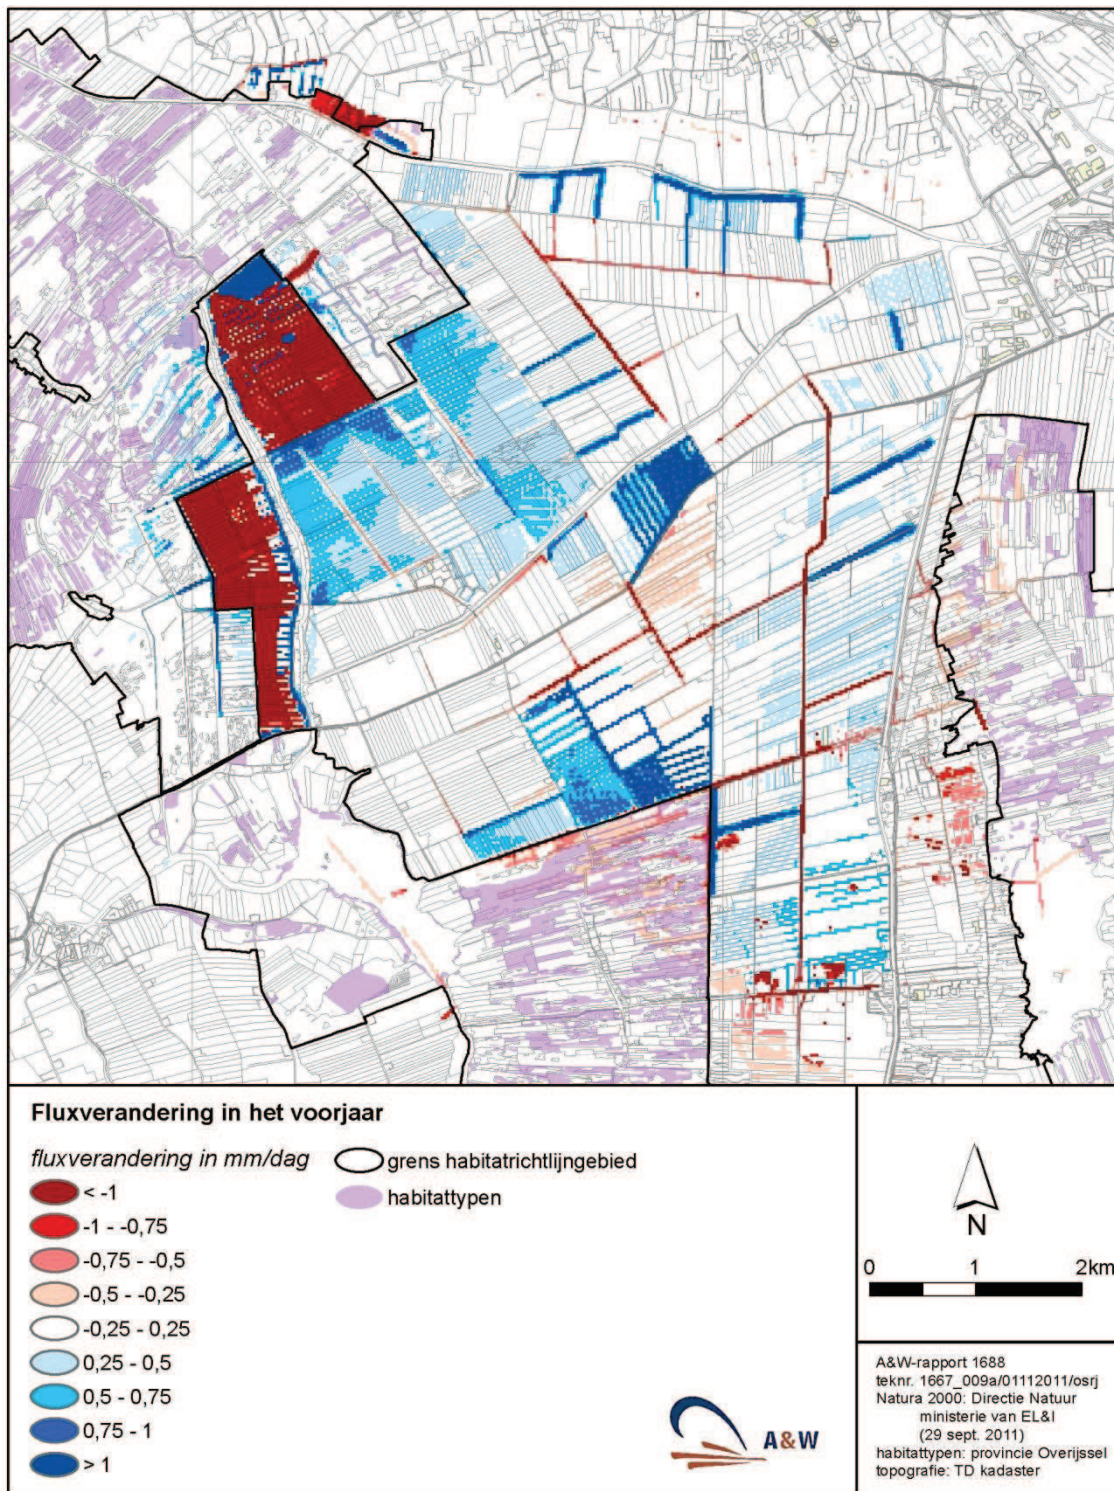 Fluxverandering in het voorjaar
fluxverandering in mm/dag
< -1
-1 - -0,75
-0,75 - -0,5
-0,5 - -0,25
-0,25 - 0,25
0,25 - 0,5
0,5 - 0,75
0,75 - 1
> 1
grens habitatrichtlijngebied
habitattypen
A&W
N
0 1 2km
A&W-rapport 1688
teknr. 1667_009a/01112011/osrj
Natura 2000: Directie Natuur
ministerie van EL&I
(29 sept. 2011)
habitattypen: provincie Overijssel
topografie: TD kadaster